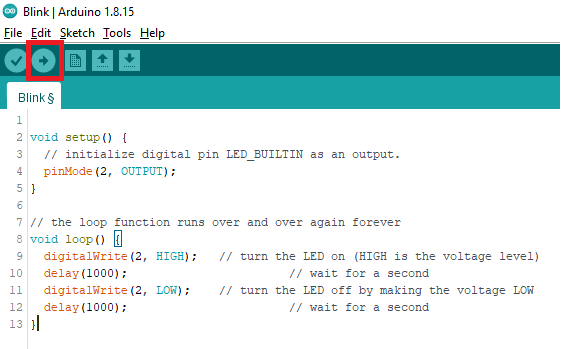 Blink | Arduino 1.8.15
File Edit Sketch Tools Help
Blink §
1
2 void setup() {
3 // initialize digital pin LED_BUILTIN as an output.
4 pinMode(2, OUTPUT);
5 }
6
7 // the loop function runs over and over again forever
8 void loop() {
9 digitalWrite(2, HIGH); // turn the LED on (HIGH is the voltage level)
10 delay(1000); // wait for a second
11 digitalWrite(2, LOW); // turn the LED off by making the voltage LOW
12 delay(1000); // wait for a second
13 }